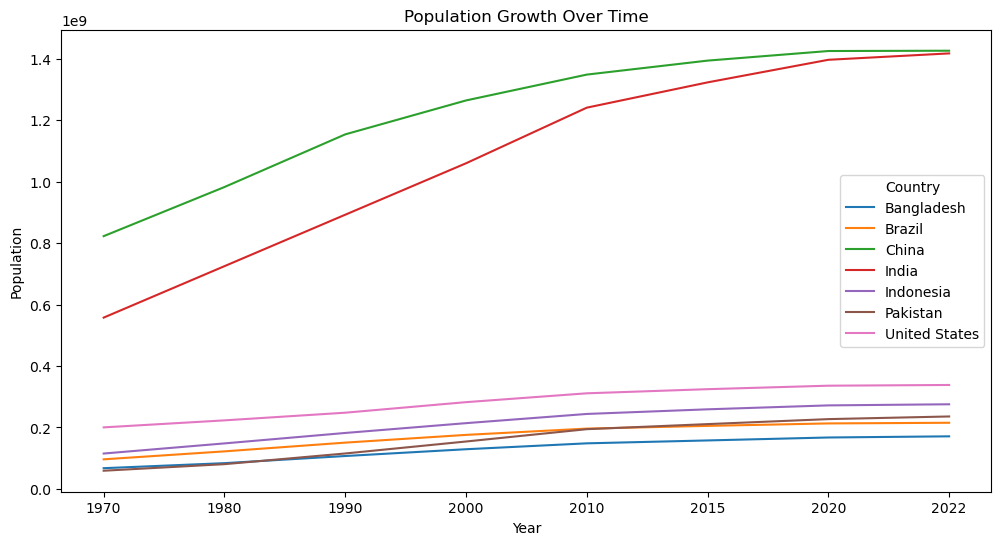 Population Growth Over Time
1e9
1.4
1.2
1.0
0.8
0.6
0.4
0.2
0.0
Population
1970 1980 1990 2000 2010 2015 2020 2022
Year
Country
Bangladesh
Brazil
China
India
Indonesia
Pakistan
United States